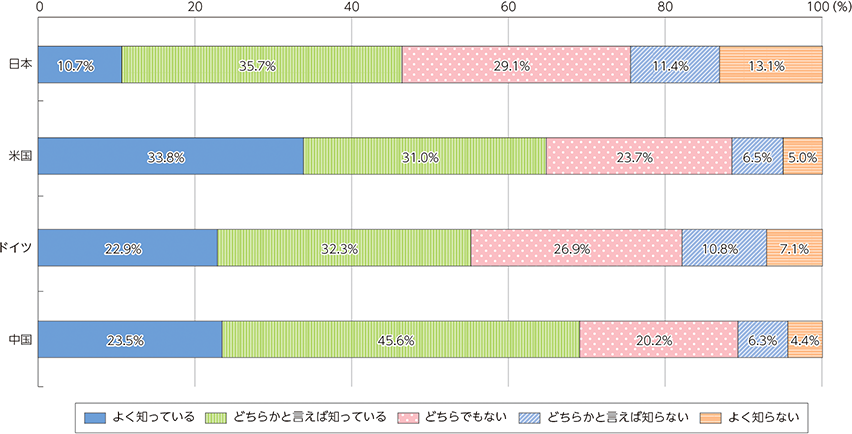 0 20 40 60 80 100 (%)
日本 10.7% 35.7% 29.1% 11.4% 13.1%
米国 33.8% 31.0% 23.7% 6.5% 5.0%
ドイツ 22.9% 32.3% 26.9% 10.8% 7.1%
中国 23.5% 45.6% 20.2% 6.3% 4.4%
よく知っている どちらかと言えば知っている どちらでもない どちらかと言えば知らない よく知らない